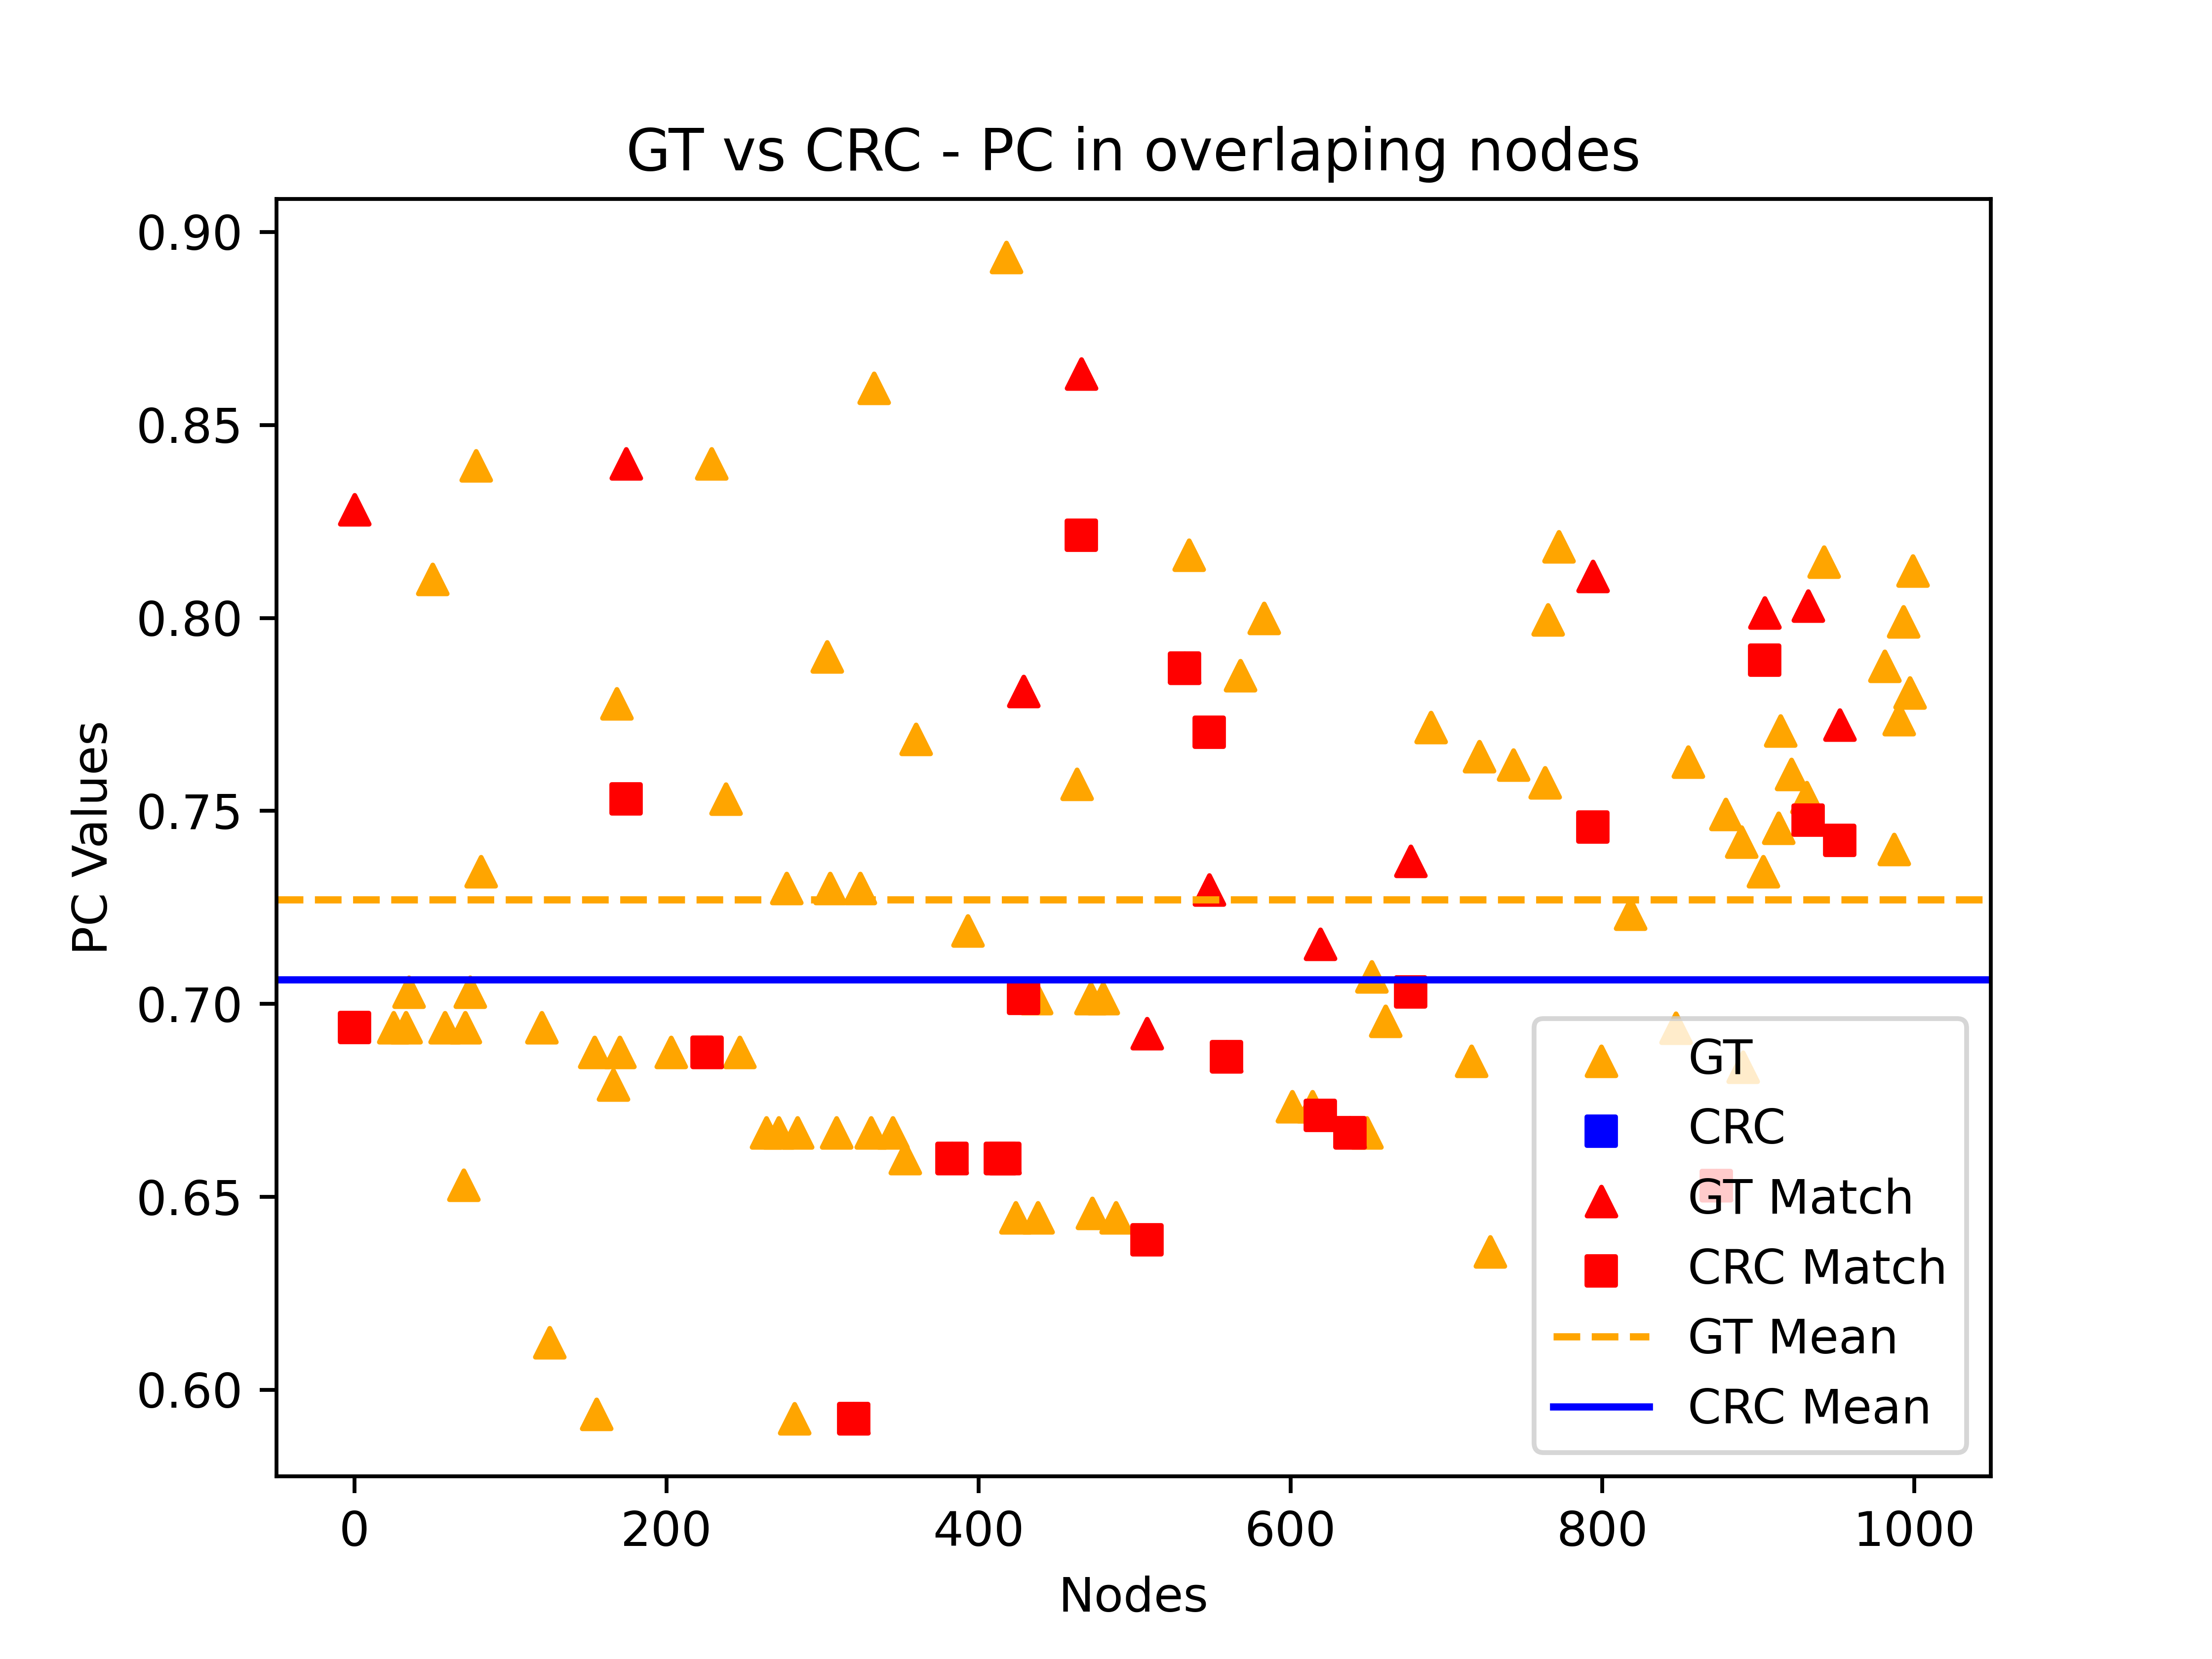 GT vs CRC - PC in overlaping nodes
0.90
0.85
0.80
0.75
0.70
0.65
0.60
PC Values
GT
CRC
GT Match
CRC Match
GT Mean
CRC Mean
0 200 400 600 800 1000
Nodes